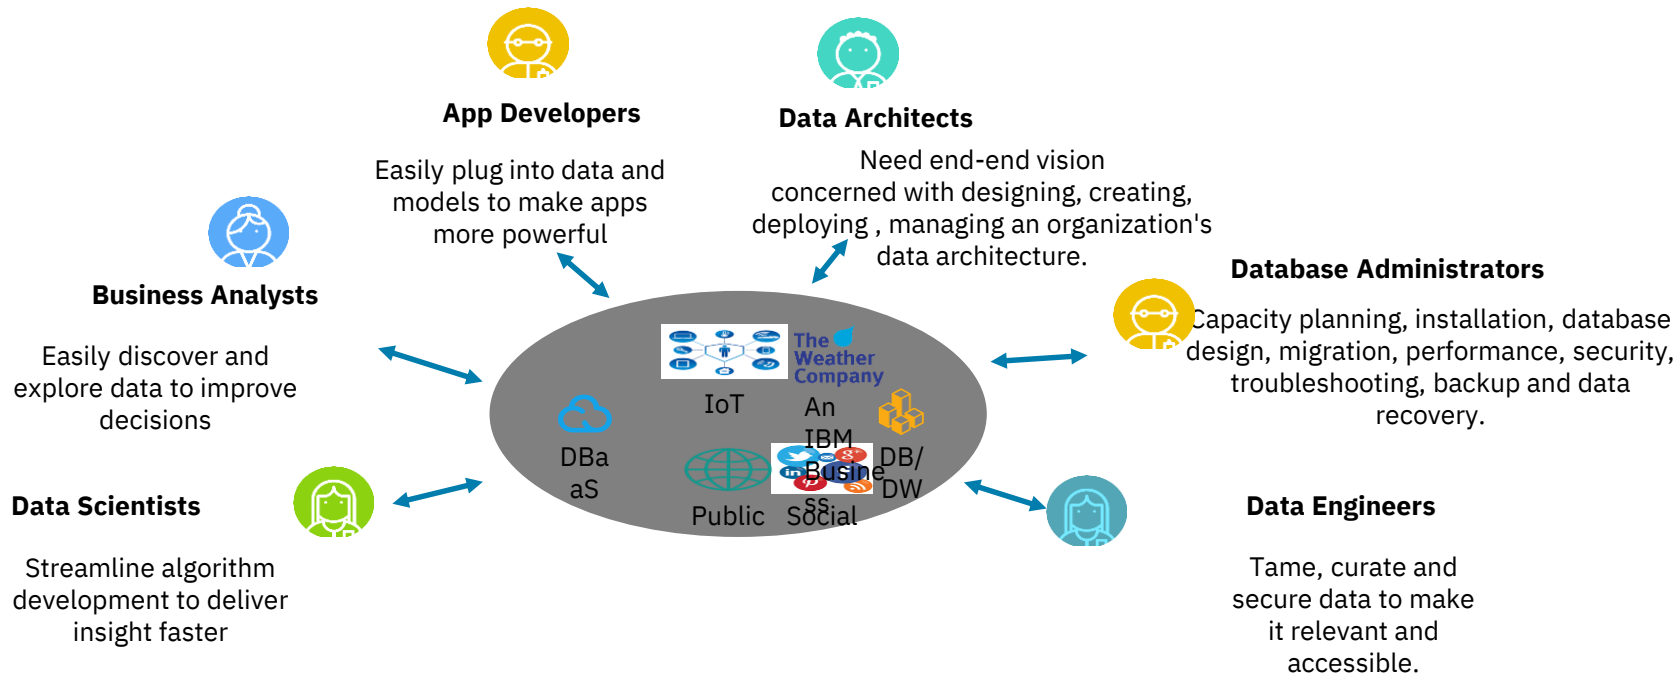 App Developers
Easily plug into data and
models to make apps
more powerful
Data Architects
Need end-end vision
concerned with designing, creating,
deploying , managing an organization's
data architecture.
Business Analysts
Easily discover and
explore data to improve
decisions
Database Administrators
Capacity planning, installation, database
design, migration, performance, security,
troubleshooting, backup and data
recovery.
Data Scientists
Streamline algorithm
development to deliver
insight faster
Data Engineers
Tame, curate and
secure data to make
it relevant and
accessible.
IoT
The
Weather
Company
An
IBM
Busine
ss
DBa
aS
Public
Social
DB/
DW
in
g+